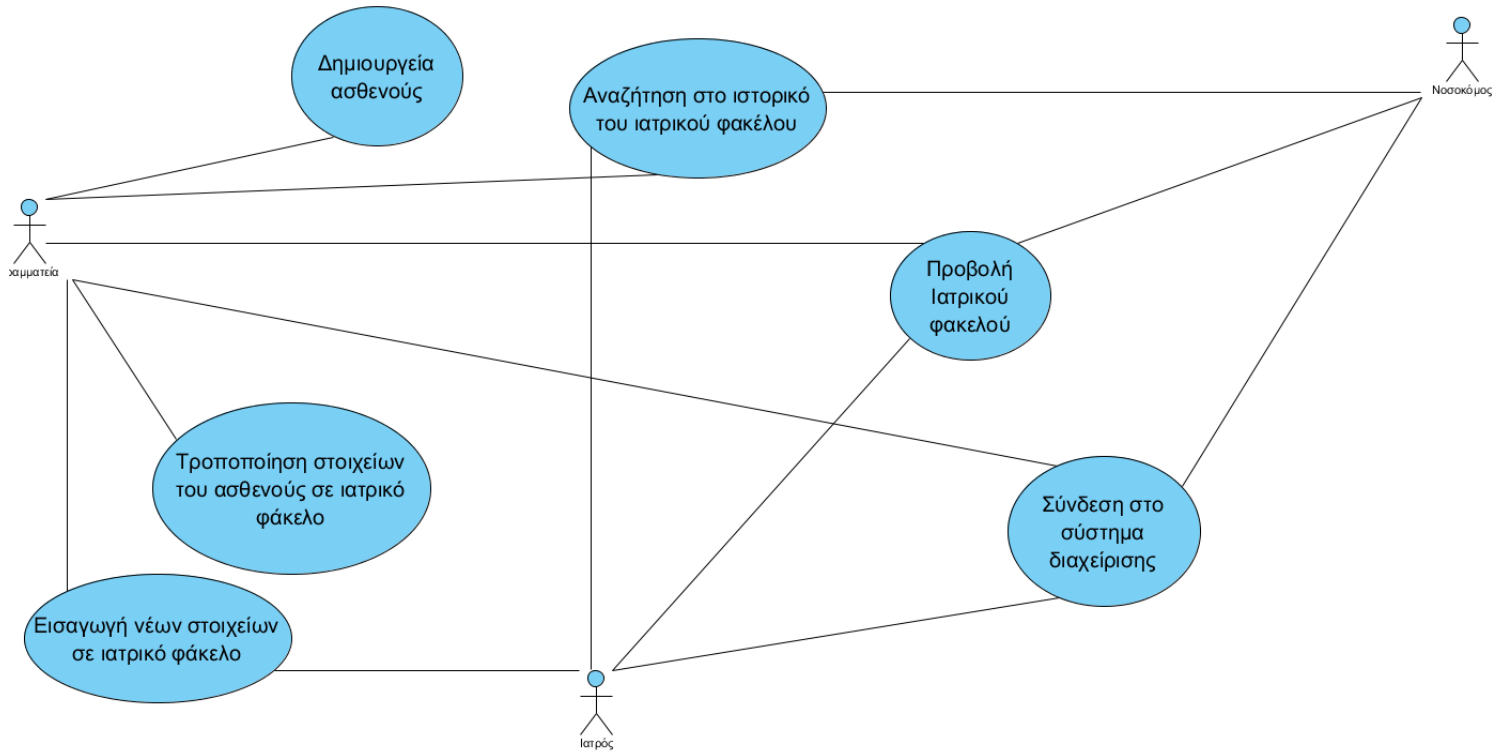 Δημιουργεία
ασθενούς
Αναζήτηση στο ιστορικό
του ιατρικού φακέλου
Νοσοκόμος
ραμματεία
Προβολή
Ιατρικού
φακελού
Τροποποίηση στοιχείων
του ασθενούς σε ιατρικό
φάκελο
Σύνδεση στο
σύστημα
διαχείρισης
Εισαγωγή νέων στοιχείων
σε ιατρικό φάκελο
Ιατρός